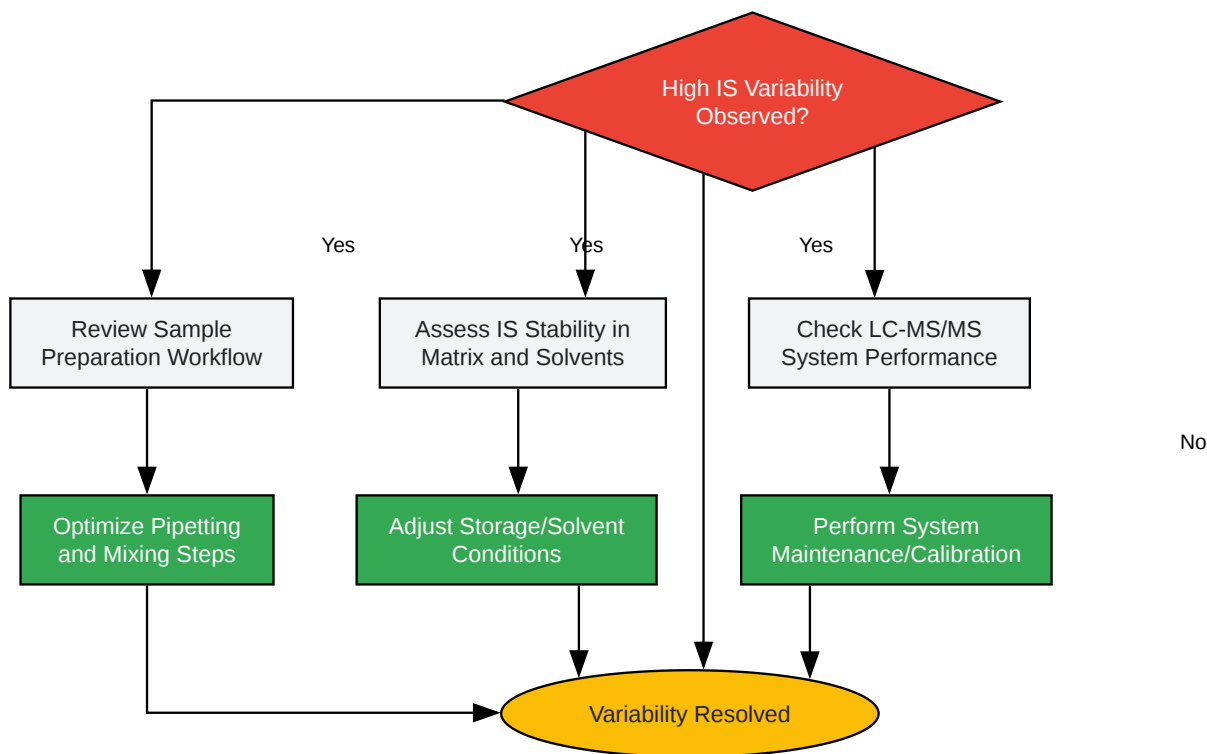 High IS Variability
Observed?
Yes
Yes
Yes
Review Sample
Preparation Workflow
Assess IS Stability in
Matrix and Solvents
Check LC-MS/MS
System Performance
No
Optimize Pipetting
and Mixing Steps
Adjust Storage/Solvent
Conditions
Perform System
Maintenance/Calibration
Variability Resolved